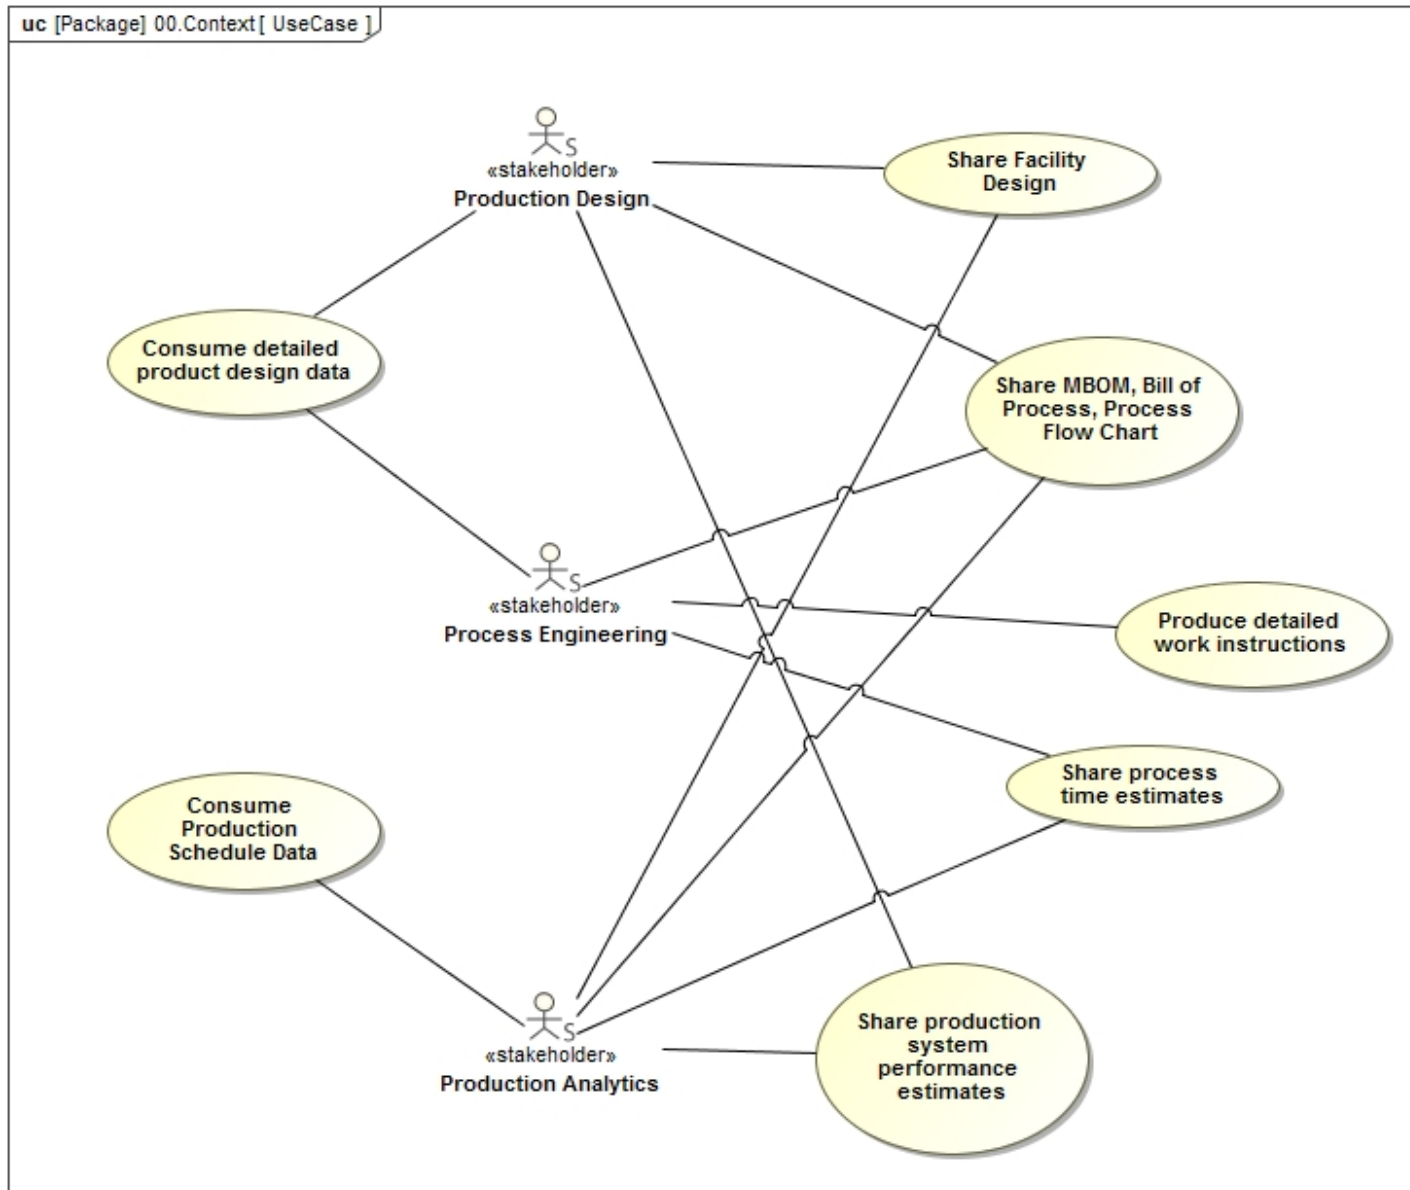 uc [Package] 00.Context [ UseCase ]
S
«stakeholder»
Production Design
Share Facility
Design
Consume detailed
product design data
Share MBOM, Bill of
Process, Process
Flow Chart
S
«stakeholder»
Process Engineering
Produce detailed
work instructions
Share process
time estimates
Consume
Production
Schedule Data
S
«stakeholder»
Production Analytics
Share production
system
performance
estimates